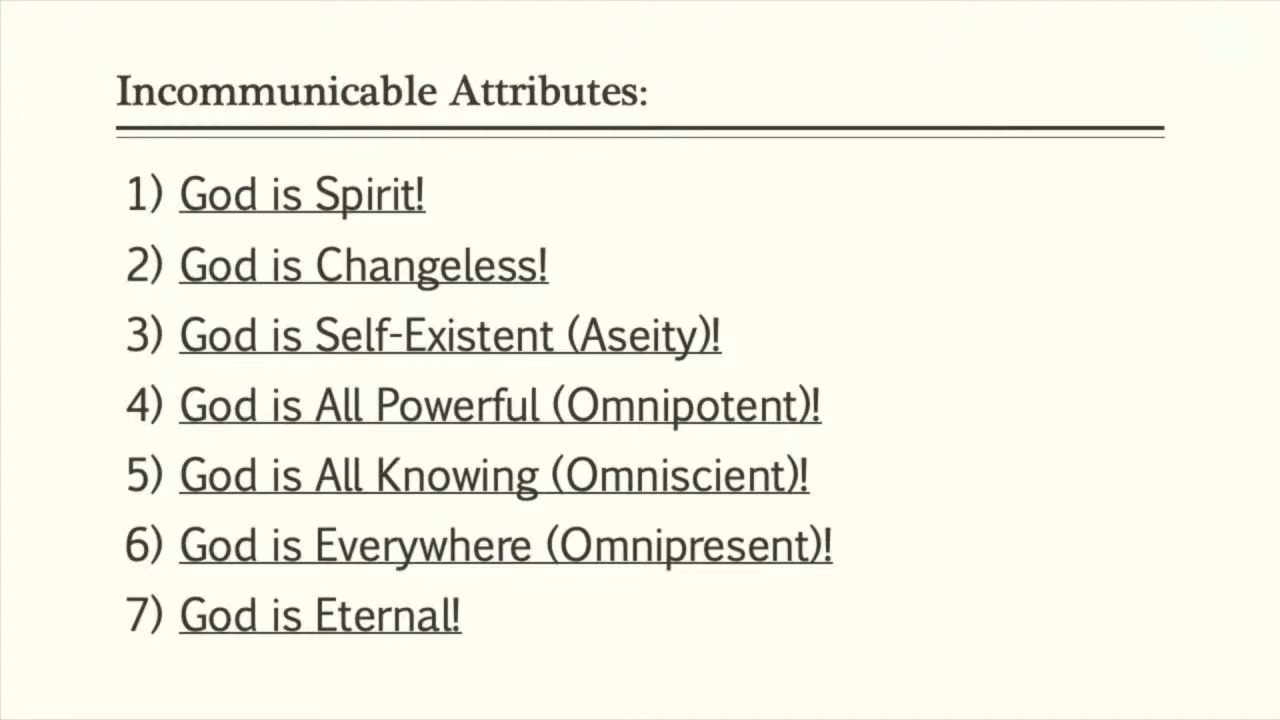 Incommunicable Attributes:
1) God is Spirit!
2) God is Changeless!
3) God is Self-Existent (Aseity)!
4) God is All Powerful (Omnipotent)!
5) God is All Knowing (Omniscient)!
6) God is Everywhere (Omnipresent)!
7) God is Eternal!